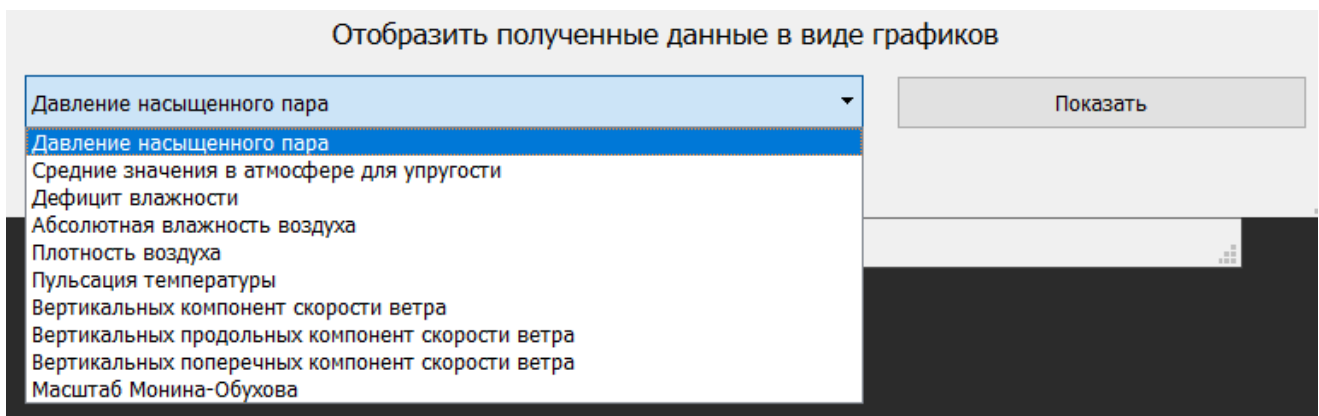 Отобразить полученные данные в виде графиков
Давление насыщенного пара
Показать
Давление насыщенного пара
Средние значения в атмосфере для упругости
Дефицит влажности
Абсолютная влажность воздуха
Плотность воздуха
Пульсация температуры
Вертикальных компонент скорости ветра
Вертикальных продольных компонент скорости ветра
Вертикальных поперечных компонент скорости ветра
Масштаб Монина-Обухова